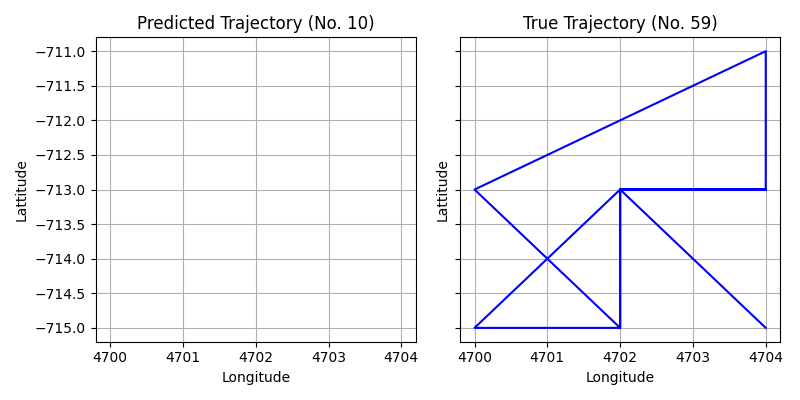 Predicted Trajectory (No. 10)
True Trajectory (No. 59)
−711.0
−711.5
−712.0
−712.5
−713.0
−713.5
−714.0
−714.5
−715.0
Lattitude
Lattitude
4700 4701 4702 4703 4704
4700 4701 4702 4703 4704
Longitude
Longitude